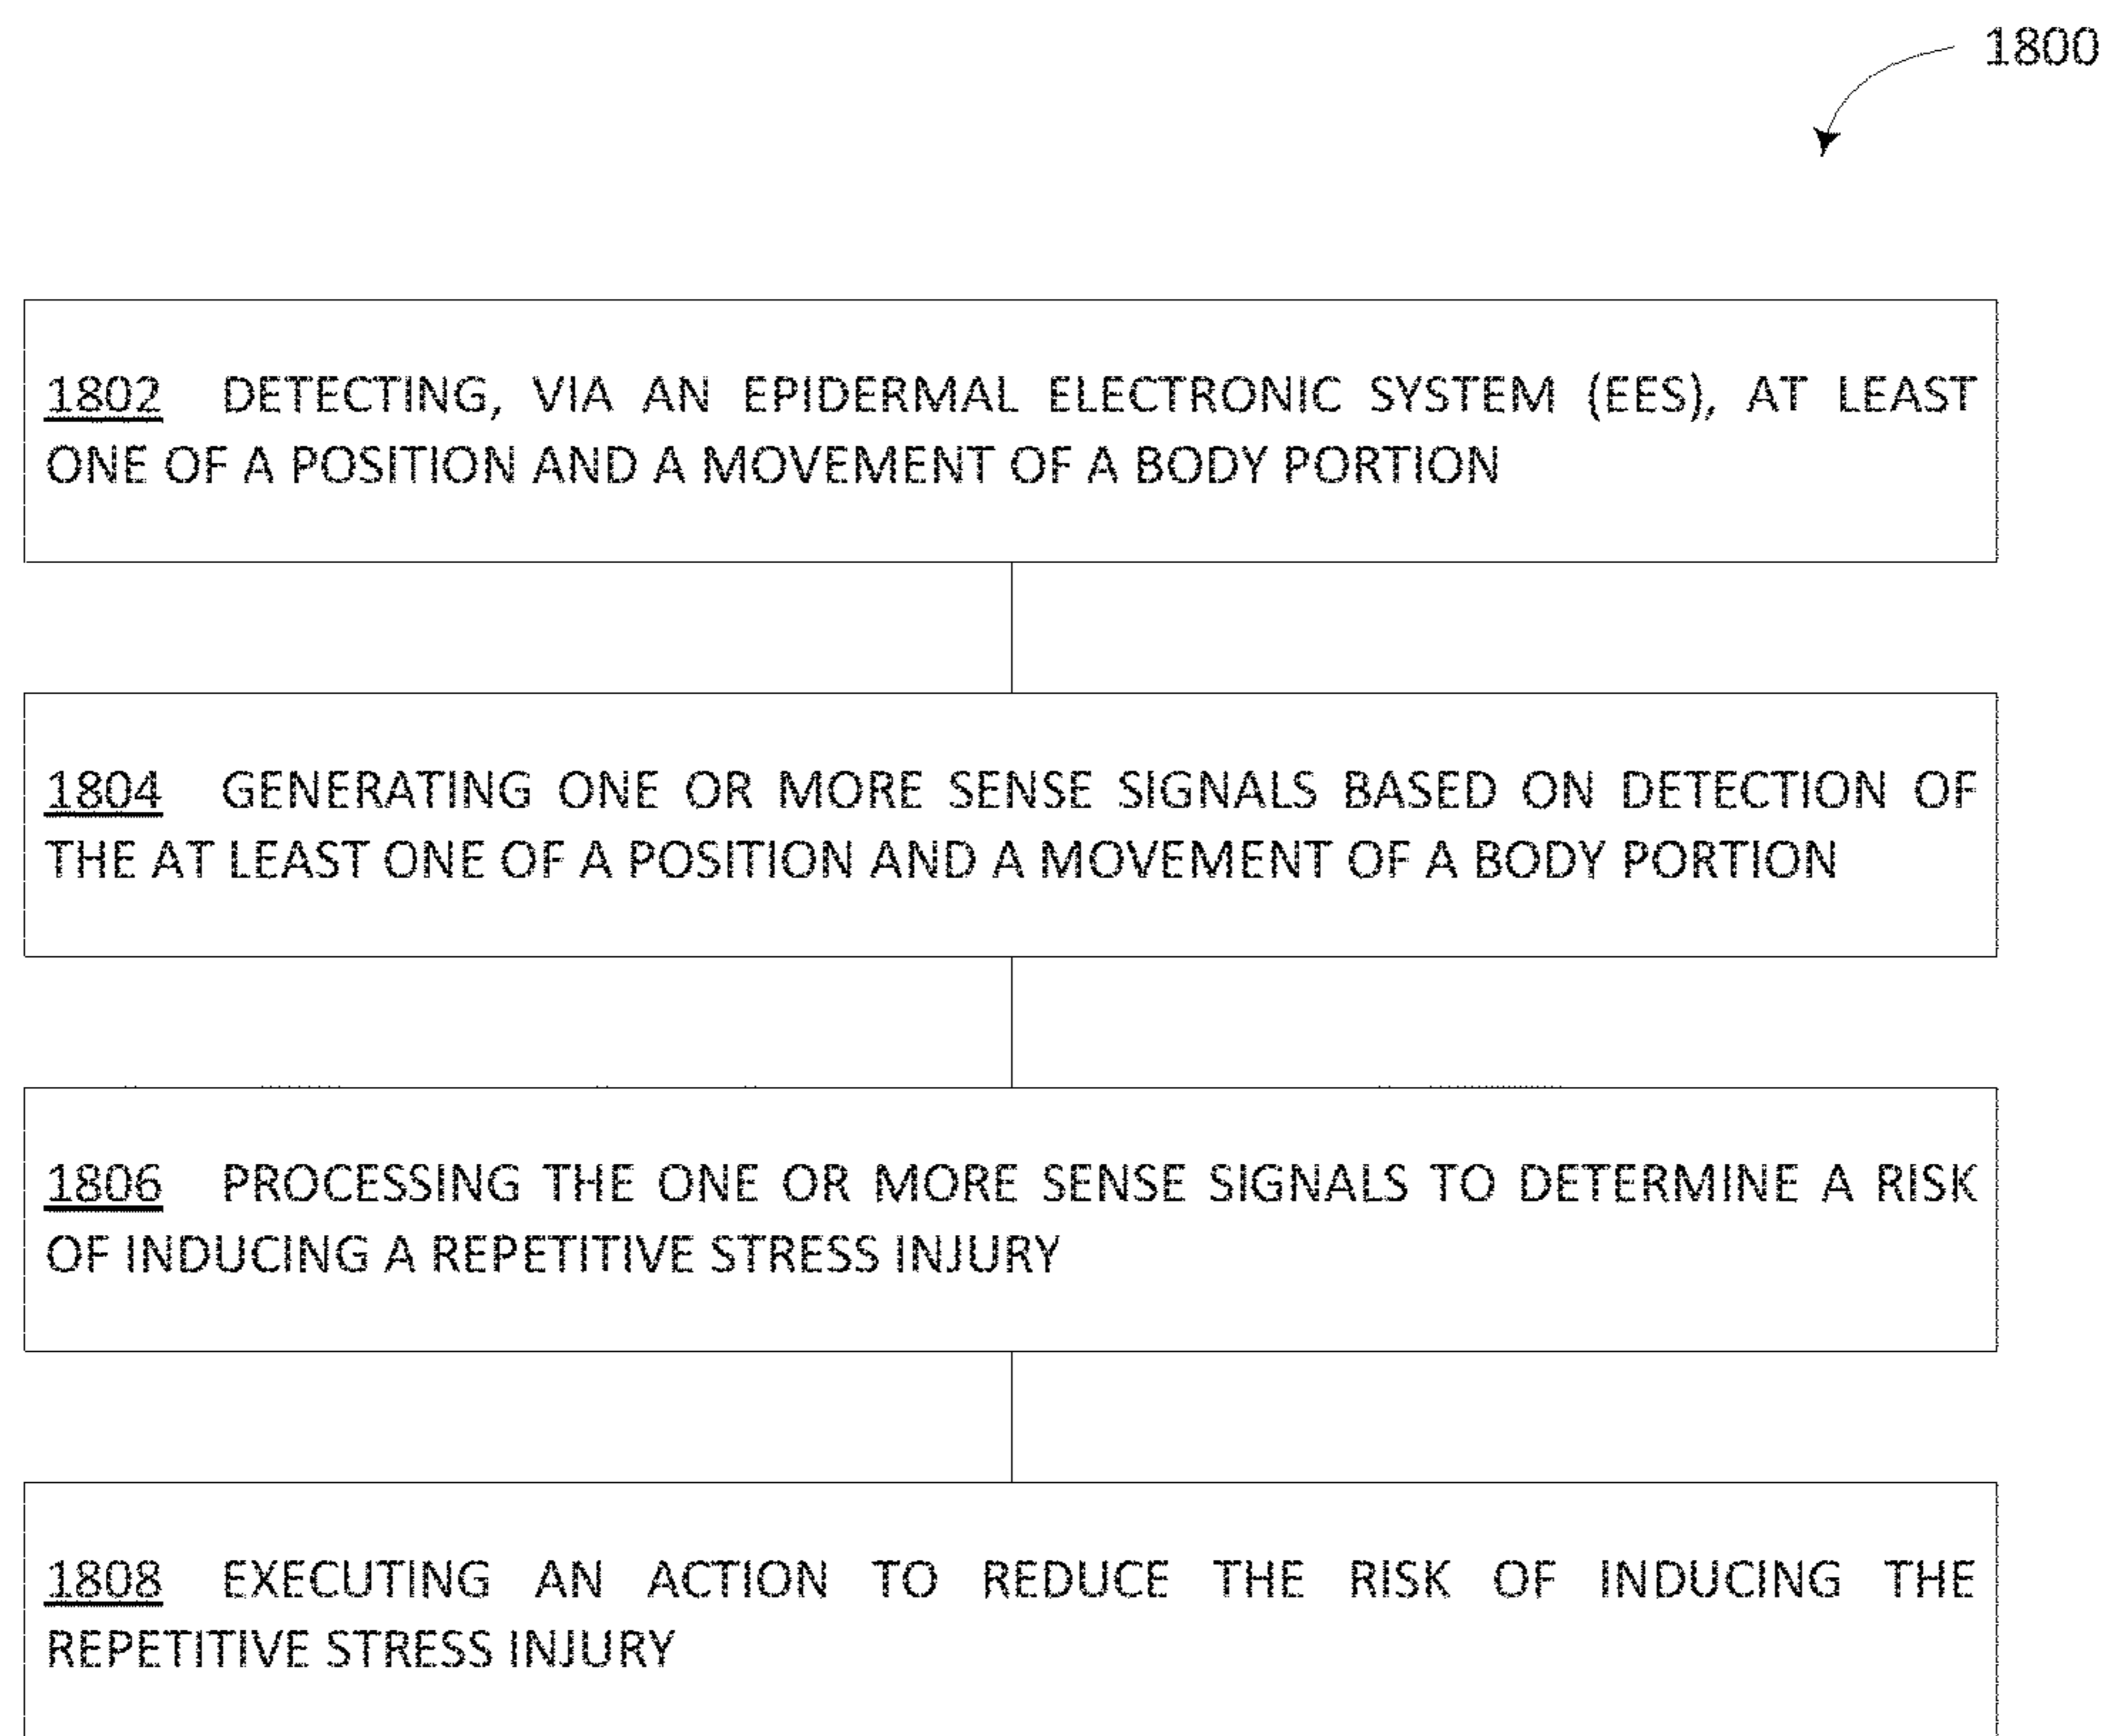 1800
1802 DETECTING, VIA AN EPIDERMAL ELECTRONIC SYSTEM (EES), AT LEAST
ONE OF A POSITION AND A MOVEMENT OF A BODY PORTION
1804 GENERATING ONE OR MORE SENSE SIGNALS BASED ON DETECTION OF
THE AT LEAST ONE OF A POSITION AND A MOVEMENT OF A BODY PORTION
1806 PROCESSING THE ONE OR MORE SENSE SIGNALS TO DETERMINE A RISK
OF INDUCING A REPETITIVE STRESS INJURY
1808 EXECUTING AN ACTION TO REDUCE THE RISK OF INDUCING THE
REPETITIVE STRESS INJURY